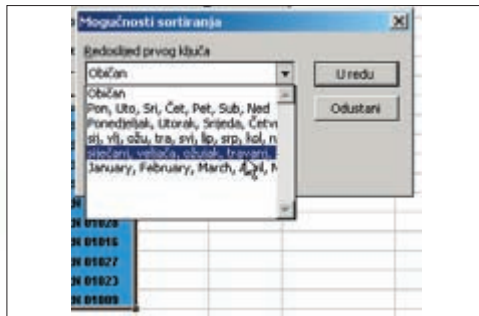 Mogućnosti sortiranja
Redoslijed prvog ključa
Običan
U redu
Odustani
Običan
Pon, Uto, Sri, Čet, Pet, Sub, Ned
Ponedjeljak, Utorak, Srijeda, Četv
sij, vlj, ožu, tra, svi, lip, srp, kol,
siječanj, veljača, ožujak, travanj,
January, February, March, April,
01028
N 01016
N 01027
N 01023
N 01009